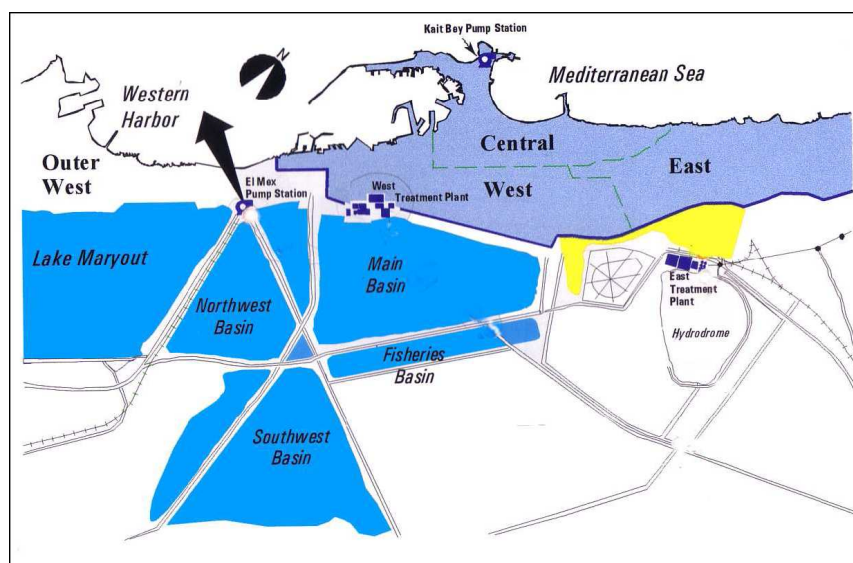 Kait Bey Pump Station
N
Mediterranean Sea
Western
Harbor
Central
Outer
West
East
El Mex
Pump Station
West
Treatment Plant
West
Lake Maryout
Main
Basin
East
Treatment
Plant
Northwest
Basin
Hydrodrome
Fisheries
Basin
Southwest
Basin